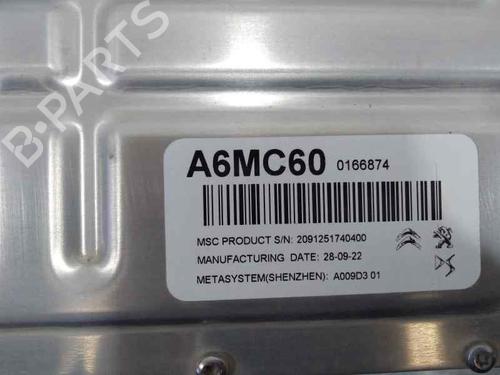 B-PARTS
A6MC60 0166874
MSC PRODUCT S/N: 2091251740400
MANUFACTURING DATE: 28-09-22
METASYSTEM(SHENZHEN): A009D3 01